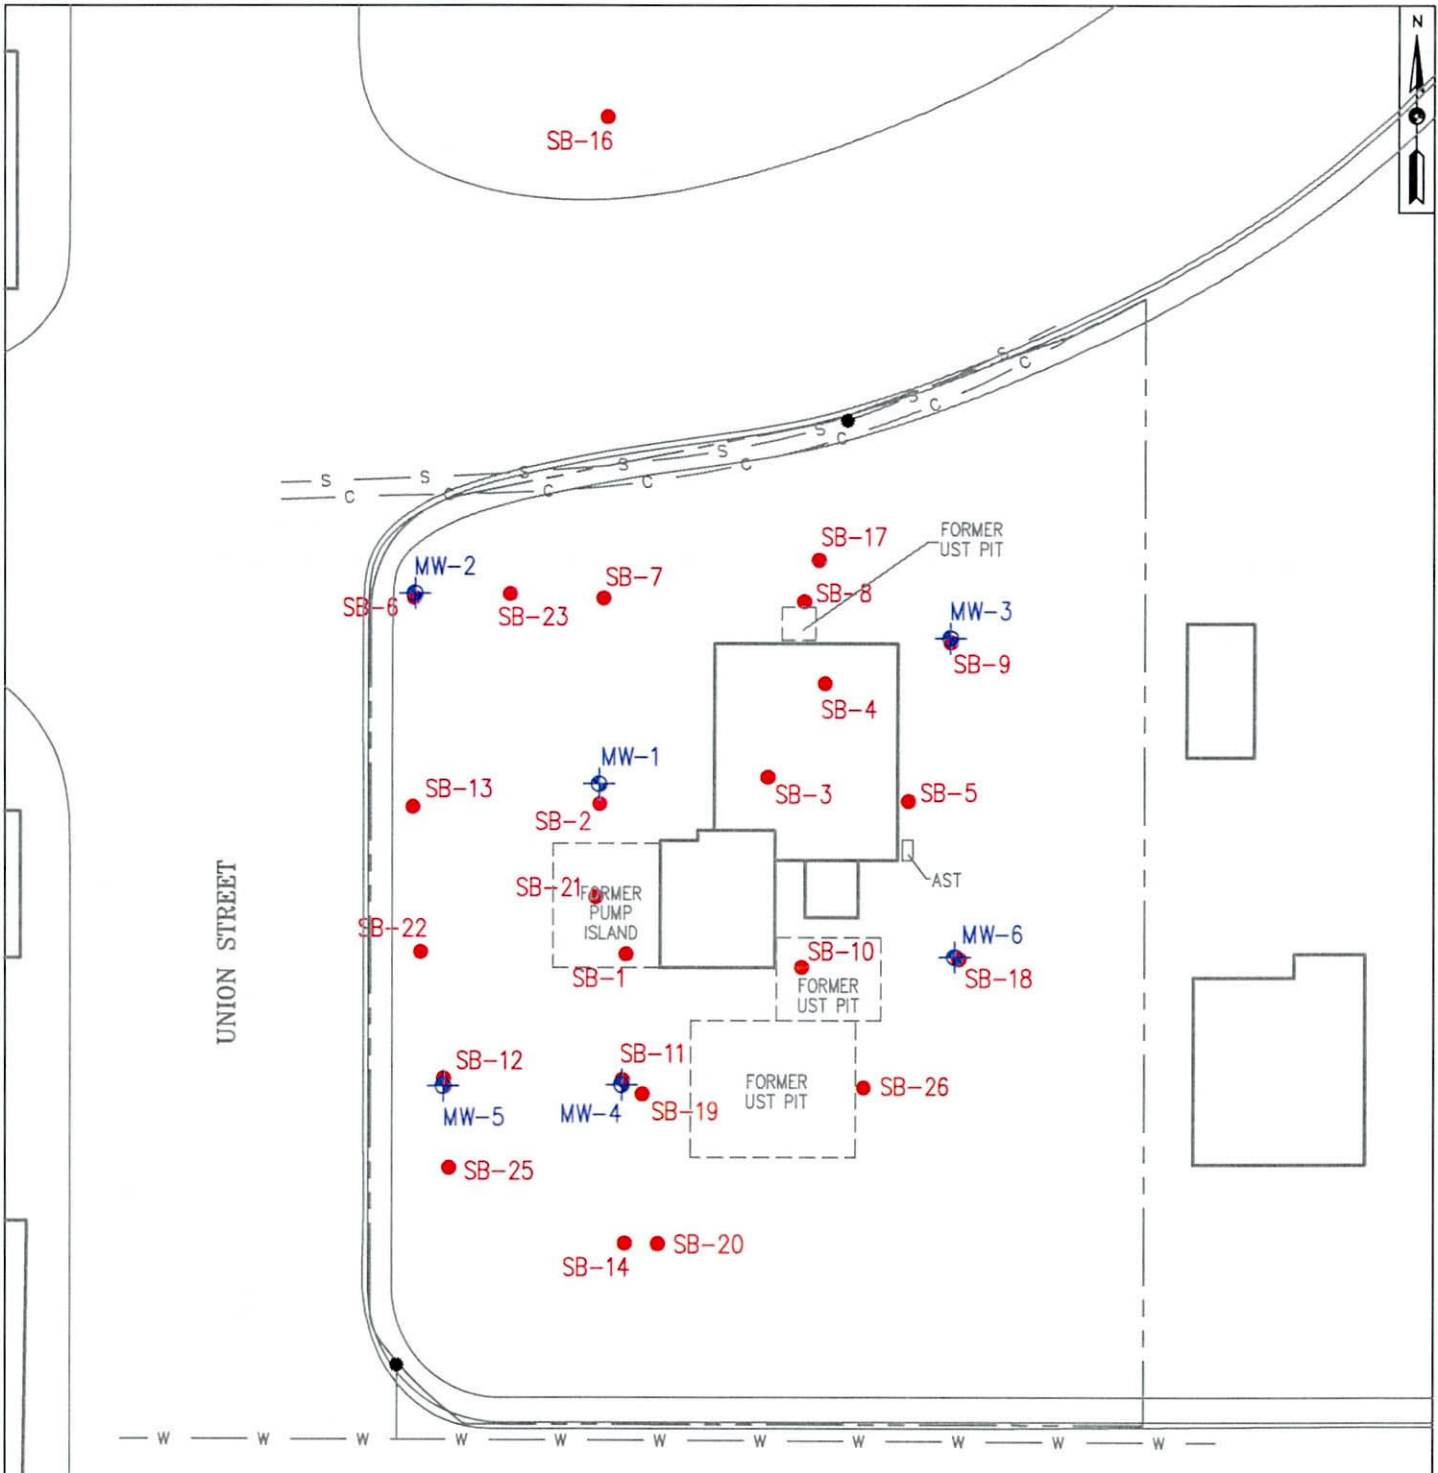 N
SB-16
S
C
S
C
S
C
S
S
C
S
S
S
C
C
C
C
SB-17
FORMER
UST PIT
MW-2
SB-7
SB-8
SB-6
SB-23
MW-3
SB-9
SB-4
MW-1
SB-13
SB-3
SB-5
SB-2
AST
SB-21
FORMER
PUMP
ISLAND
UNION STREET
SB-22
SB-1
SB-10
FORMER
UST PIT
MW-6
SB-18
SB-12
SB-11
MW-5
MW-4
SB-19
FORMER
UST PIT
SB-26
SB-25
SB-14
SB-20
W W W W W W W W W W W